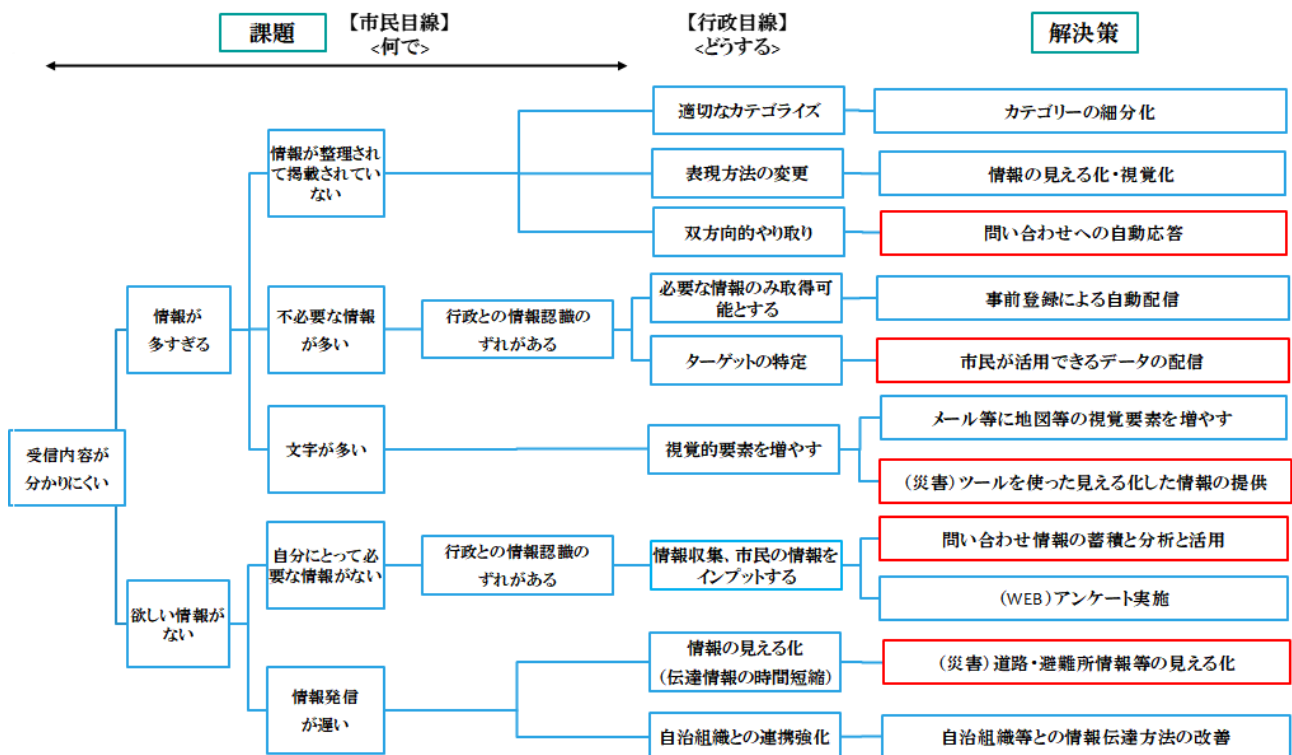 課題
【市民目線】
<何で>
【行政目線】
<どうする>
解決策
適切なカテゴライズ
カテゴリーの細分化
情報が整理され
て掲載されてい
ない
表現方法の変更
情報の見える化・視覚化
双方向的やり取り
問い合わせへの自動応答
情報が
多すぎる
不必要な情報
が多い
行政との情報認識の
ずれがある
必要な情報のみ取得可
能とする
事前登録による自動配信
ターゲットの特定
市民が活用できるデータの配信
受信内容が
分かりにくい
文字が多い
視覚的要素を増やす
メール等に地図等の視覚要素を増やす
（災害）ツールを使った見える化した情報の提供
欲しい情報が
ない
自分にとって必
要な情報がない
行政との情報認識の
ずれがある
情報収集、市民の情報を
インプットする
問い合わせ情報の蓄積と分析と活用
（WEB）アンケート実施
情報発信
が遅い
情報の見える化
（伝達情報の時間短縮）
（災害）道路・避難所情報等の見える化
自治組織との連携強化
自治組織等との情報伝達方法の改善